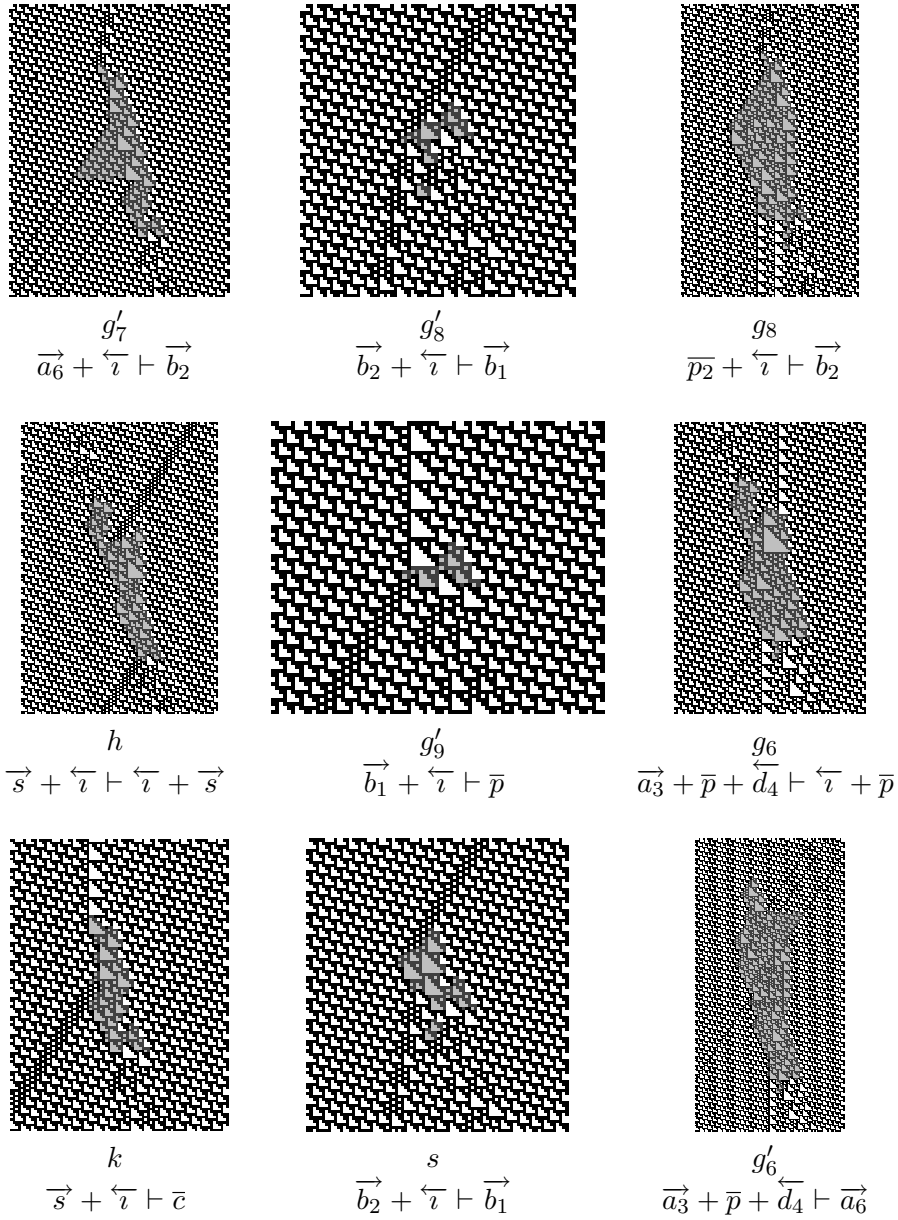 g′₇ g′₈ g₈
a₆→ + ı← ⊢ b₂→ b₂→ + ı← ⊢ b₁→ p₂‾ + ı← ⊢ b₂→
h g′₉ g₆
s→ + ı← ⊢ ı← + s→ b₁→ + ı← ⊢ p‾ a₃→ + p‾ + d₄← ⊢ ı← + p‾
k s g′₆
s→ + ı← ⊢ c‾ b₂→ + ı← ⊢ b₁→ a₃→ + p‾ + d₄← ⊢ a₆→